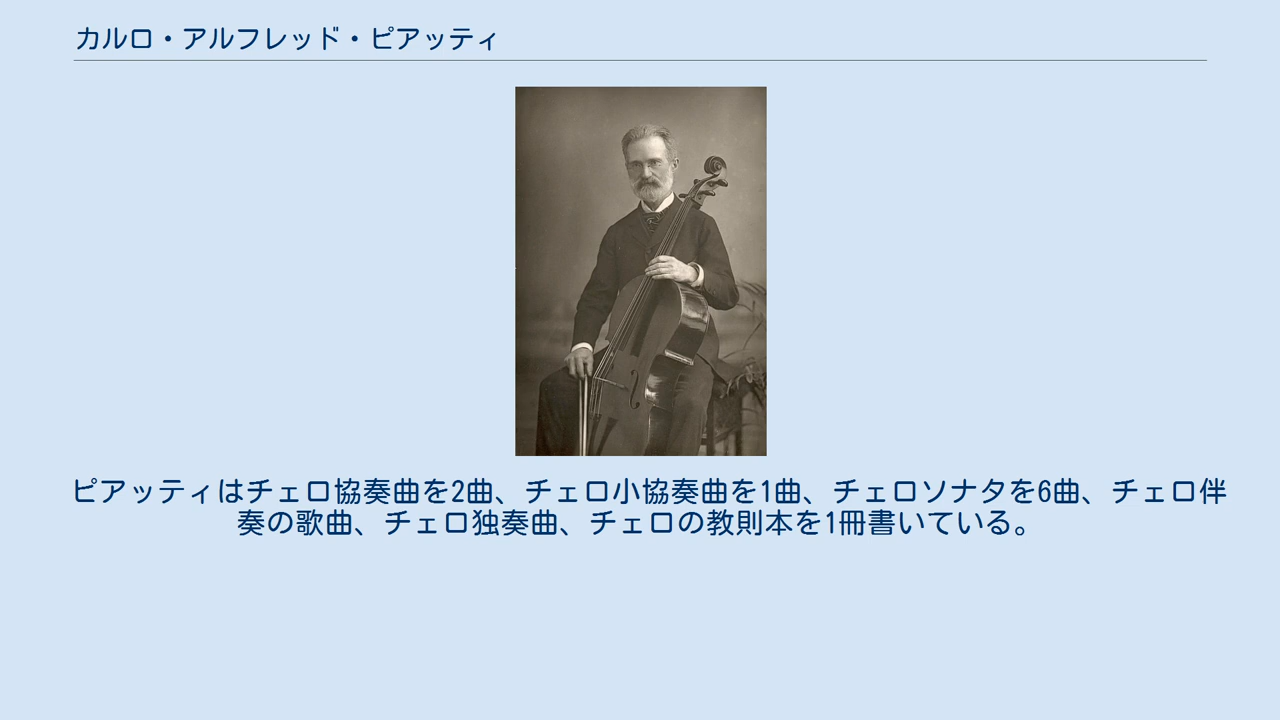 カルロ・アルフレッド・ピアッティ
ピアッティはチェロ協奏曲を2曲、チェロ小協奏曲を1曲、チェロソナタを6曲、チェロ伴
奏の歌曲、チェロ独奏曲、チェロの教則本を1冊書いている。